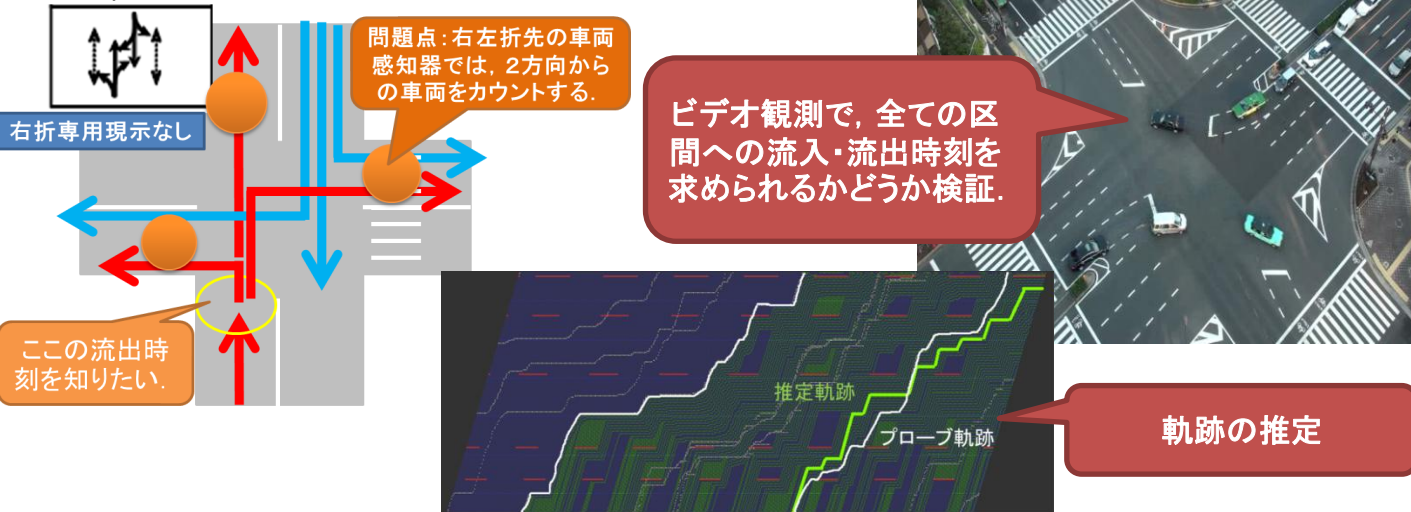 問題点:右左折先の車両
感知器では, 2方向から
の車両をカウントする.
右折専用現示なし
ビデオ観測で, 全ての区
間への流入・流出時刻を
求められるかどうか検証.
ここの流出時
刻を知りたい.
推定軌跡
プローブ軌跡
軌跡の推定